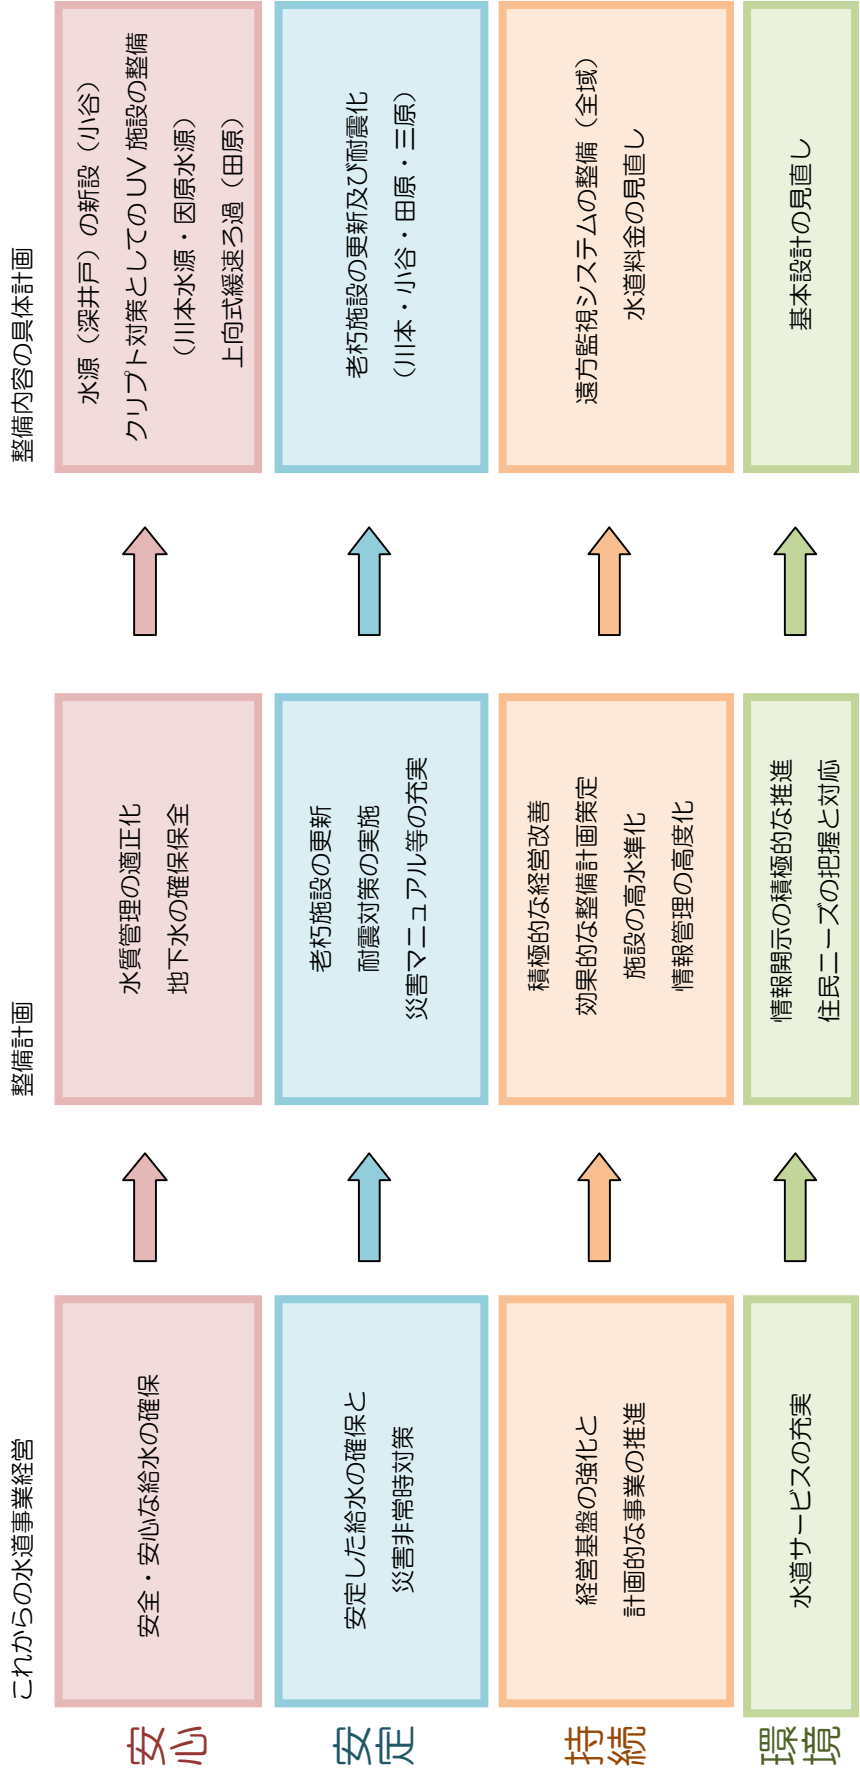 これからの水道事業経営
整備計画
整備内容の具体計画
安心
安全・安心な給水の確保
水質管理の適正化
地下水の確保保全
水源（深井戸）の新設（小谷）
クリプト対策としての UV 施設の整備
（川本水源・因原水源）
上向式緩速ろ過（田原）
安定
安定した給水の確保と
災害非常時対策
老朽施設の更新
耐震対策の実施
災害マニュアル等の充実
老朽施設の更新及び耐震化
（川本・小谷・田原・三原）
持続
経営基盤の強化と
計画的な事業の推進
積極的な経営改善
効果的な整備計画策定
施設の高水準化
情報管理の高度化
遠方監視システムの整備（全域）
水道料金の見直し
環境
水道サービスの充実
情報開示の積極的な推進
住民ニーズの把握と対応
基本設計の見直し